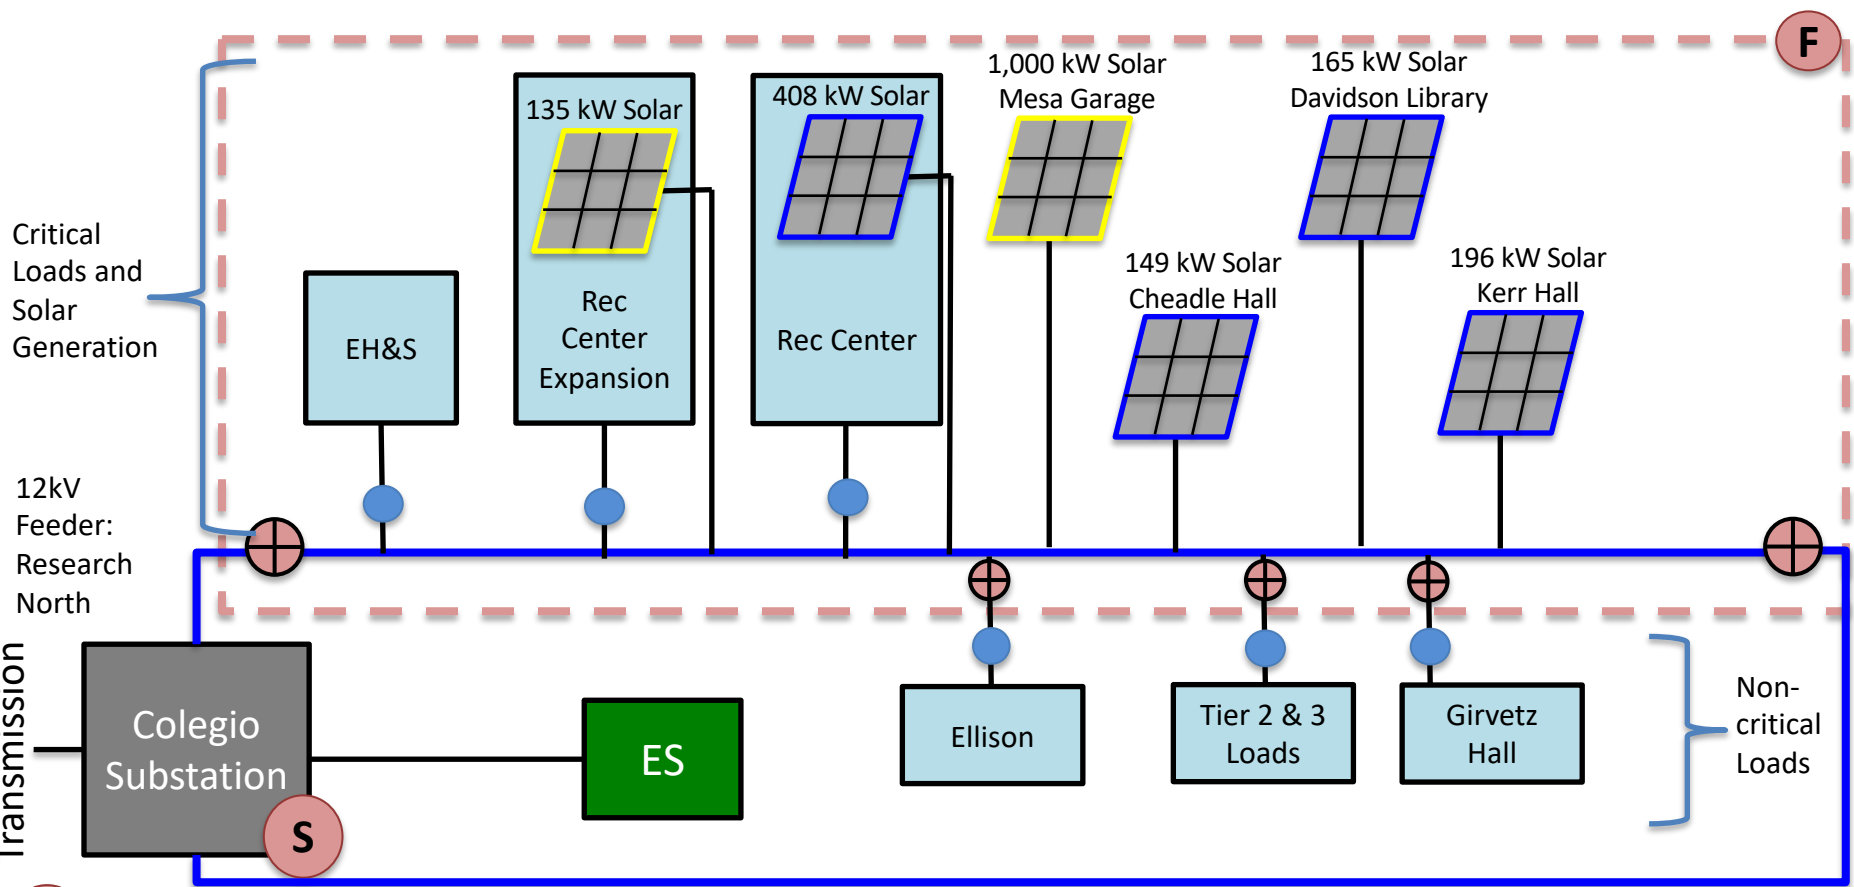 F
1,000 kW Solar
Mesa Garage
165 kW Solar
Davidson Library
135 kW Solar
408 kW Solar
Critical
Loads and
Solar
Generation
149 kW Solar
Cheadle Hall
196 kW Solar
Kerr Hall
EH&S
Rec
Center
Expansion
Rec Center
12kV
Feeder:
Research
North
Transmission
Colegio
Substation
S
ES
Ellison
Tier 2 & 3
Loads
Girvetz
Hall
Non-
critical
Loads